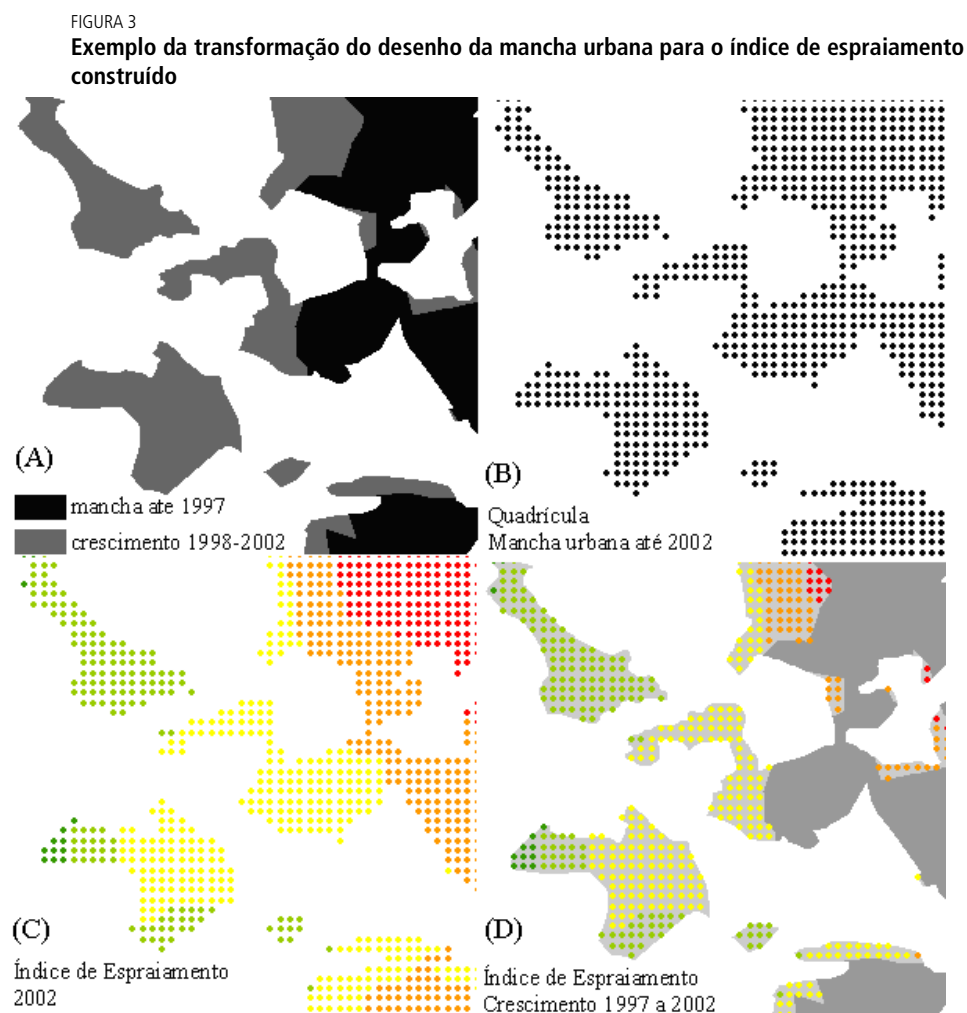 FIGURA 3
Exemplo da transformação do desenho da mancha urbana para o índice de espraiamento
construído
(A)
mancha ate 1997
crescimento 1998-2002
(B)
Quadrícula
Mancha urbana até 2002
(C)
Índice de Espraiamento
2002
(D)
Índice de Espraiamento
Crescimento 1997 a 2002